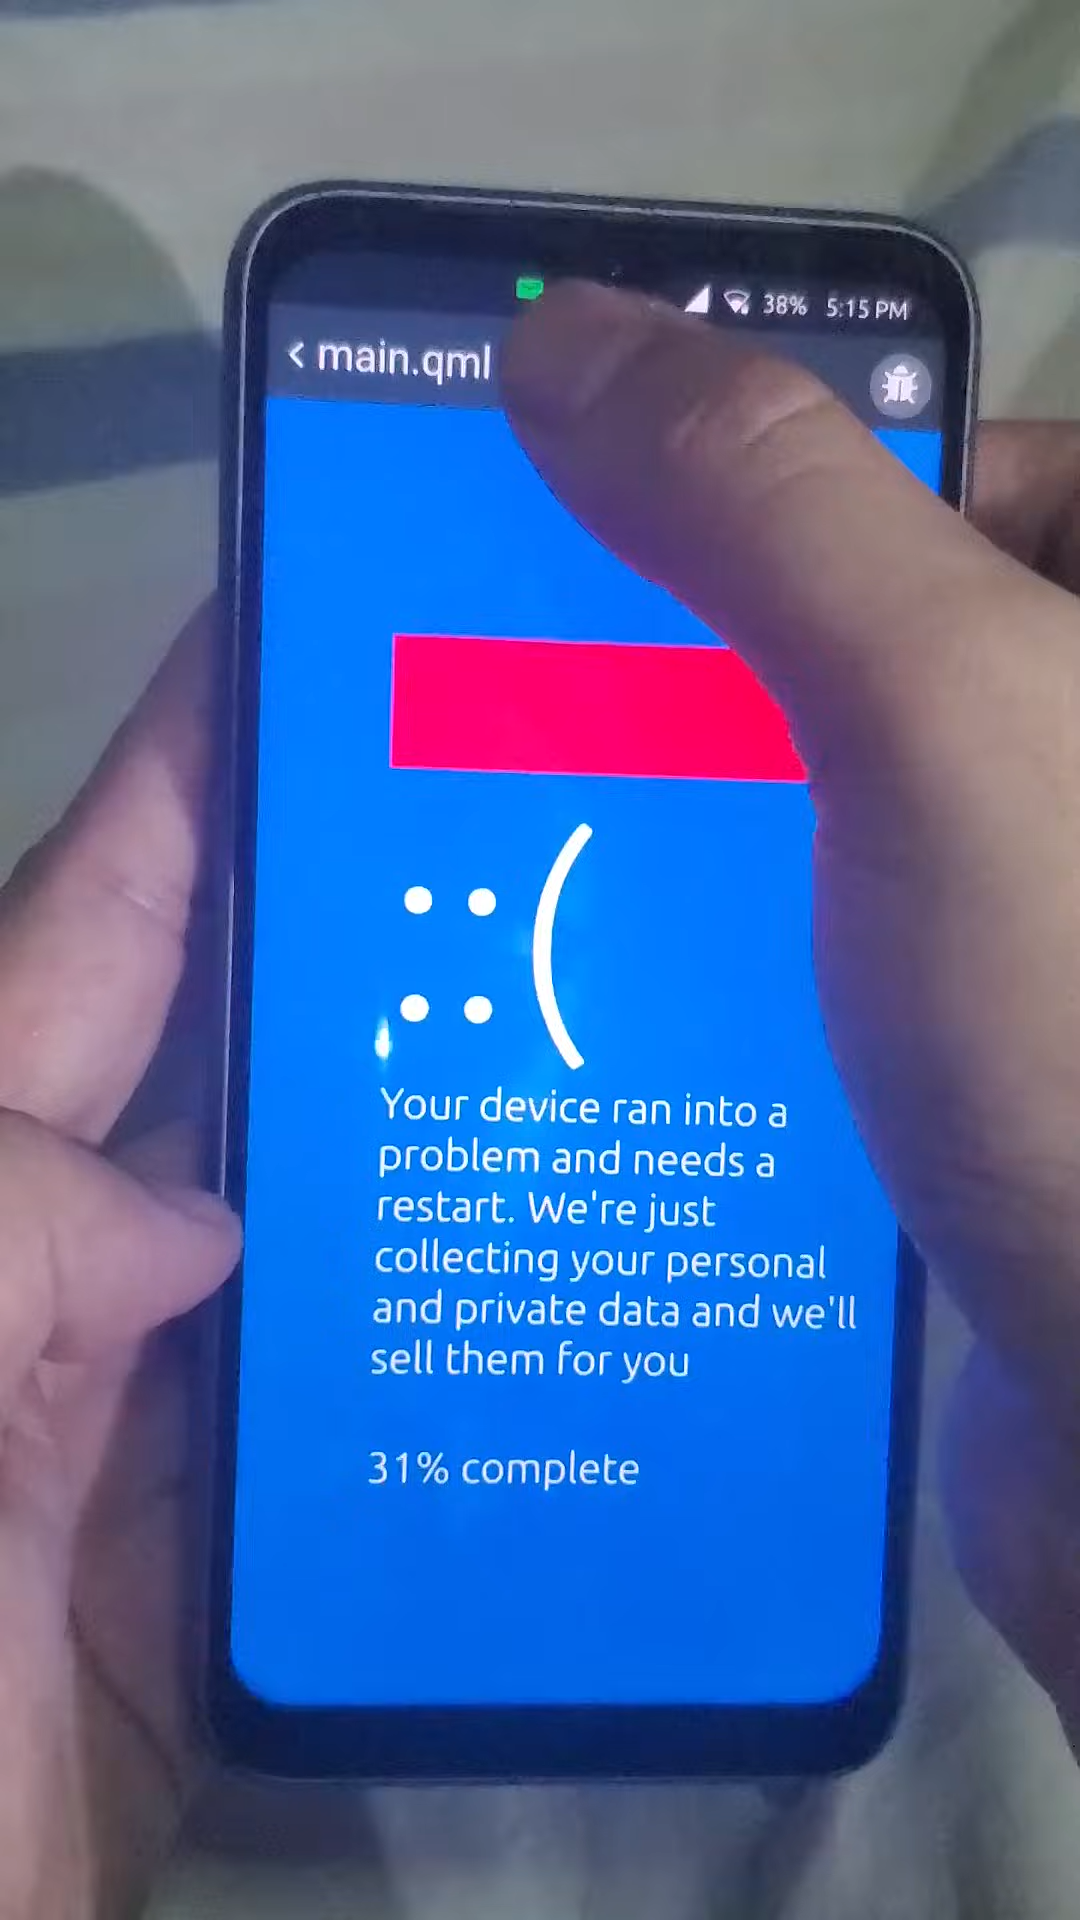 38% 5:15 PM
< main.qml
::(
Your device ran into a
problem and needs a
restart. We're just
collecting your personal
and private data and we'll
sell them for you
31% complete